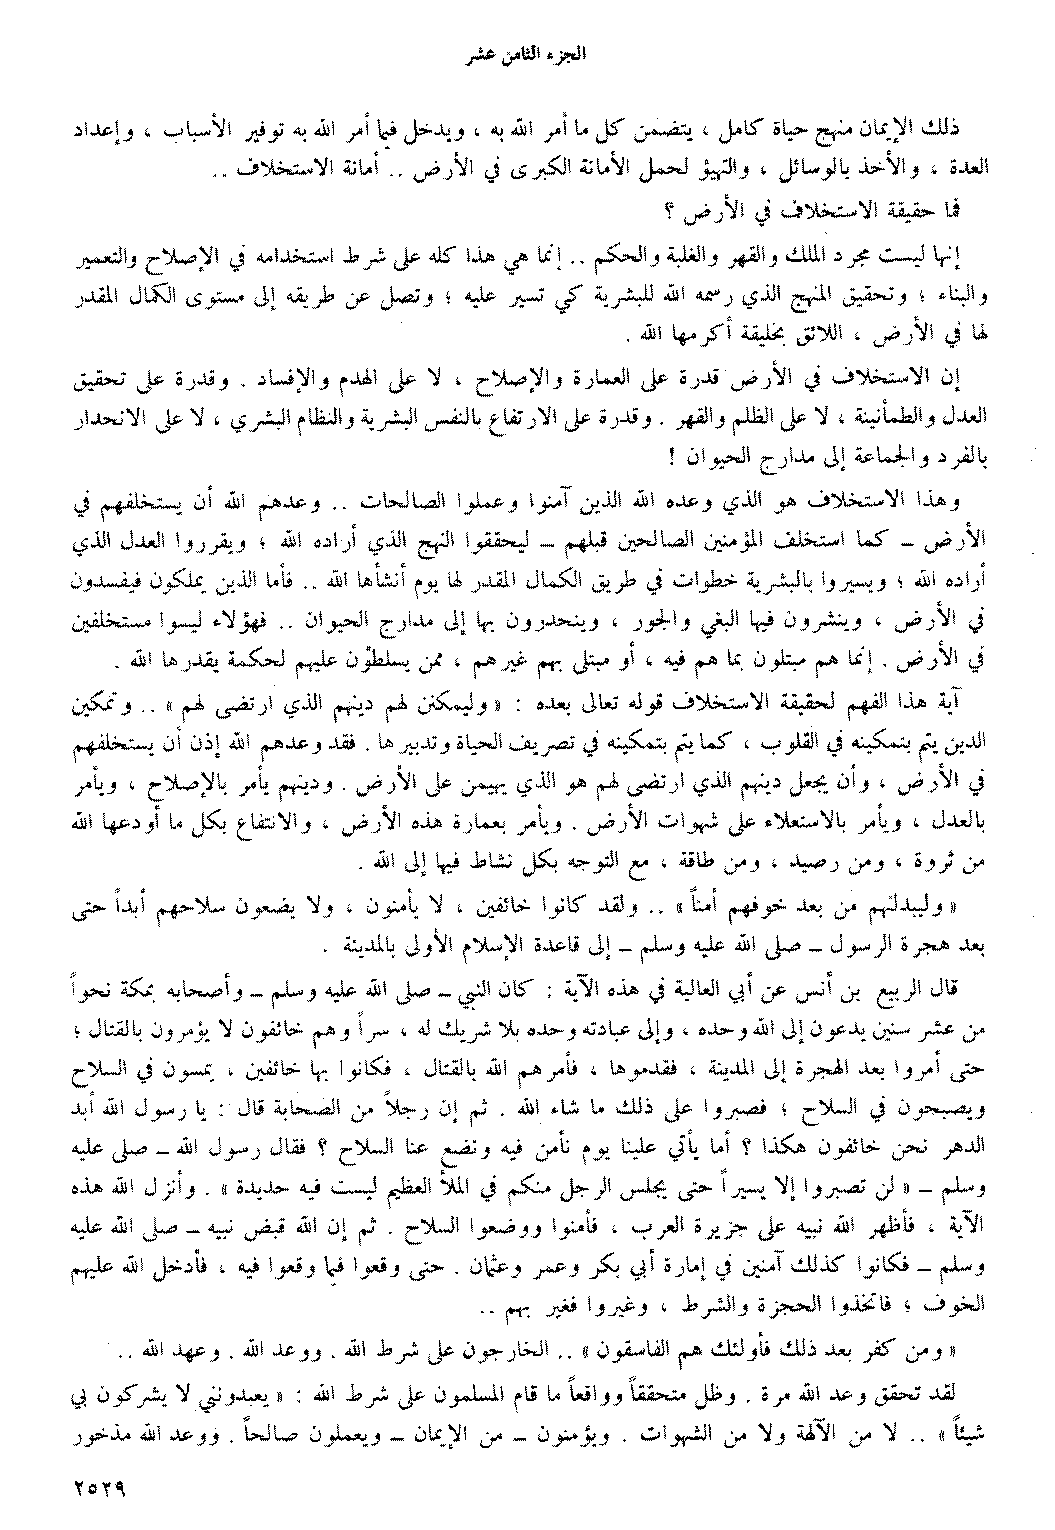 الجزء الثامن عشر
ذلك الإيمان منهج حياة كامل ، يتضمن كل ما أمر الله به ، ويدخل فيما أمر الله به توفير الأسباب ، وإعداد
العدة ، والأخذ بالوسائل ، والتهيؤ لحمل الأمانة الكبرى في الأرض .. أمانة الاستخلاف ..
فما حقيقة الاستخلاف في الأرض ؟
إنها ليست مجرد الملك والقهر والغلبة والحكم .. إنما هي هذا كله على شرط استخدامه في الإصلاح والتعمير
والبناء ؛ وتحقيق المنهج الذي رسمه الله للبشرية كي تسير عليه ؛ وتصل عن طريقه إلى مستوى الكمال المقدر
لها في الأرض ، اللائق بخليقة أكرمها الله .
إن الاستخلاف في الأرض قدرة على العمارة والإصلاح ، لا على الهدم والإفساد . وقدرة على تحقيق
العدل والطمأنينة ، لا على الظلم والقهر . وقدرة على الارتفاع بالنفس البشرية والنظام البشري ، لا على الانحدار
بالفرد والجماعة إلى مدارج الحيوان !
وهذا الاستخلاف هو الذي وعده الله الذين آمنوا وعملوا الصالحات .. وعدهم الله أن يستخلفهم في
الأرض – كما استخلف المؤمنين الصالحين قبلهم – ليحققوا النهج الذي أراده الله ؛ ويقرروا العدل الذي
أراده الله ؛ ويسيروا بالبشرية خطوات في طريق الكمال المقدر لها يوم أنشأها الله .. فأما الذين يملكون فيفسدون
في الأرض ، وينشرون فيها البغي والجور ، وينحدرون بها إلى مدارج الحيوان .. فهؤلاء ليسوا مستخلفين
في الأرض . إنما هم مبتلون بما هم فيه ، أو مبتلى بهم غيرهم ، ممن يسلطون عليهم لحكمة يقدرها الله .
آية هذا الفهم لحقيقة الاستخلاف قوله تعالى بعده : « وليمكنن لهم دينهم الذي ارتضى لهم » .. وتمكين
الدين يتم بتمكينه في القلوب ، كما يتم بتمكينه في تصريف الحياة وتدبيرها . فقد وعدهم الله إذن أن يستخلفهم
في الأرض ، وأن يجعل دينهم الذي ارتضى لهم هو الذي يهيمن على الأرض . ودينهم يأمر بالإصلاح ، ويأمر
بالعدل ، ويأمر بالاستعلاء على شهوات الأرض . ويأمر بعمارة هذه الأرض ، والانتفاع بكل ما أودعها الله
من ثروة ، ومن رصيد ، ومن طاقة ، مع التوجه بكل نشاط فيها إلى الله .
« وليبدلنهم من بعد خوفهم أمناً » .. ولقد كانوا خائفين ، لا يأمنون ، ولا يضعون سلاحهم أبداً حتى
بعد هجرة الرسول – صلى الله عليه وسلم – إلى قاعدة الإسلام الأولى بالمدينة .
قال الربيع بن أنس عن أبي العالية في هذه الآية : كان النبي – صلى الله عليه وسلم – وأصحابه بمكة نحواً
من عشر سنين يدعون إلى الله وحده ، وإلى عبادته وحده بلا شريك له ، سراً وهم خائفون لا يؤمرون بالقتال ؛
حتى أمروا بعد الهجرة إلى المدينة ، فقدموها ، فأمرهم الله بالقتال ، فكانوا بها خائفين ، يمسون في السلاح
ويصبحون في السلاح ؛ فصبروا على ذلك ما شاء الله . ثم إن رجلاً من الصحابة قال : يا رسول الله أبد
الدهر نحن خائفون هكذا ؟ أما يأتي علينا يوم نأمن فيه ونضع عنا السلاح ؟ فقال رسول الله – صلى عليه
وسلم – « لن تصبروا إلا يسيراً حتى يجلس الرجل منكم في الملأ العظيم ليست فيه حديدة » . وأنزل الله هذه
الآية ، فأظهر الله نبيه على جزيرة العرب ، فأمنوا ووضعوا السلاح . ثم إن الله قبض نبيه – صلى الله عليه
وسلم – فكانوا كذلك آمنين في إمارة أبي بكر وعمر وعثمان . حتى وقعوا فيما وقعوا فيه ، فأدخل الله عليهم
الخوف ؛ فاتخذوا الحجزة والشرط ، وغيروا فغير بهم ..
« ومن كفر بعد ذلك فأولئك هم الفاسقون » .. الخارجون على شرط الله . ووعد الله . وعهد الله ..
لقد تحقق وعد الله مرة . وظل متحققاً وواقعاً ما قام المسلمون على شرط الله : « يعبدونني لا يشركون بي
شيئاً » .. لا من الآلهة ولا من الشهوات . ويؤمنون – من الإيمان – ويعملون صالحاً . ووعد الله مذخور
٢٥٢٩